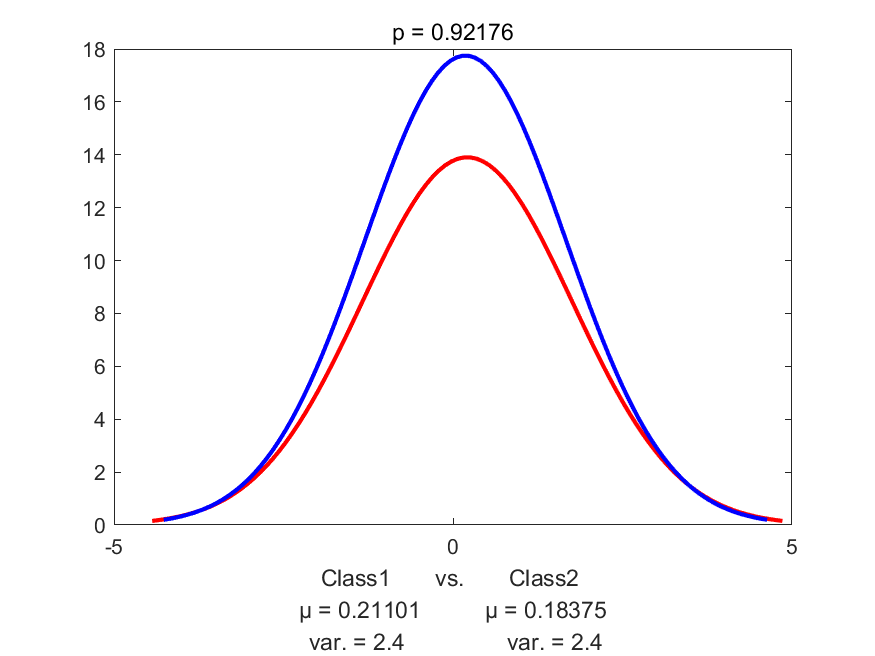 p = 0.92176
18
16
14
12
10
8
6
4
2
0
-5 0 5
Class1 vs. Class2
μ = 0.21101 μ = 0.18375
var. = 2.4 var. = 2.4